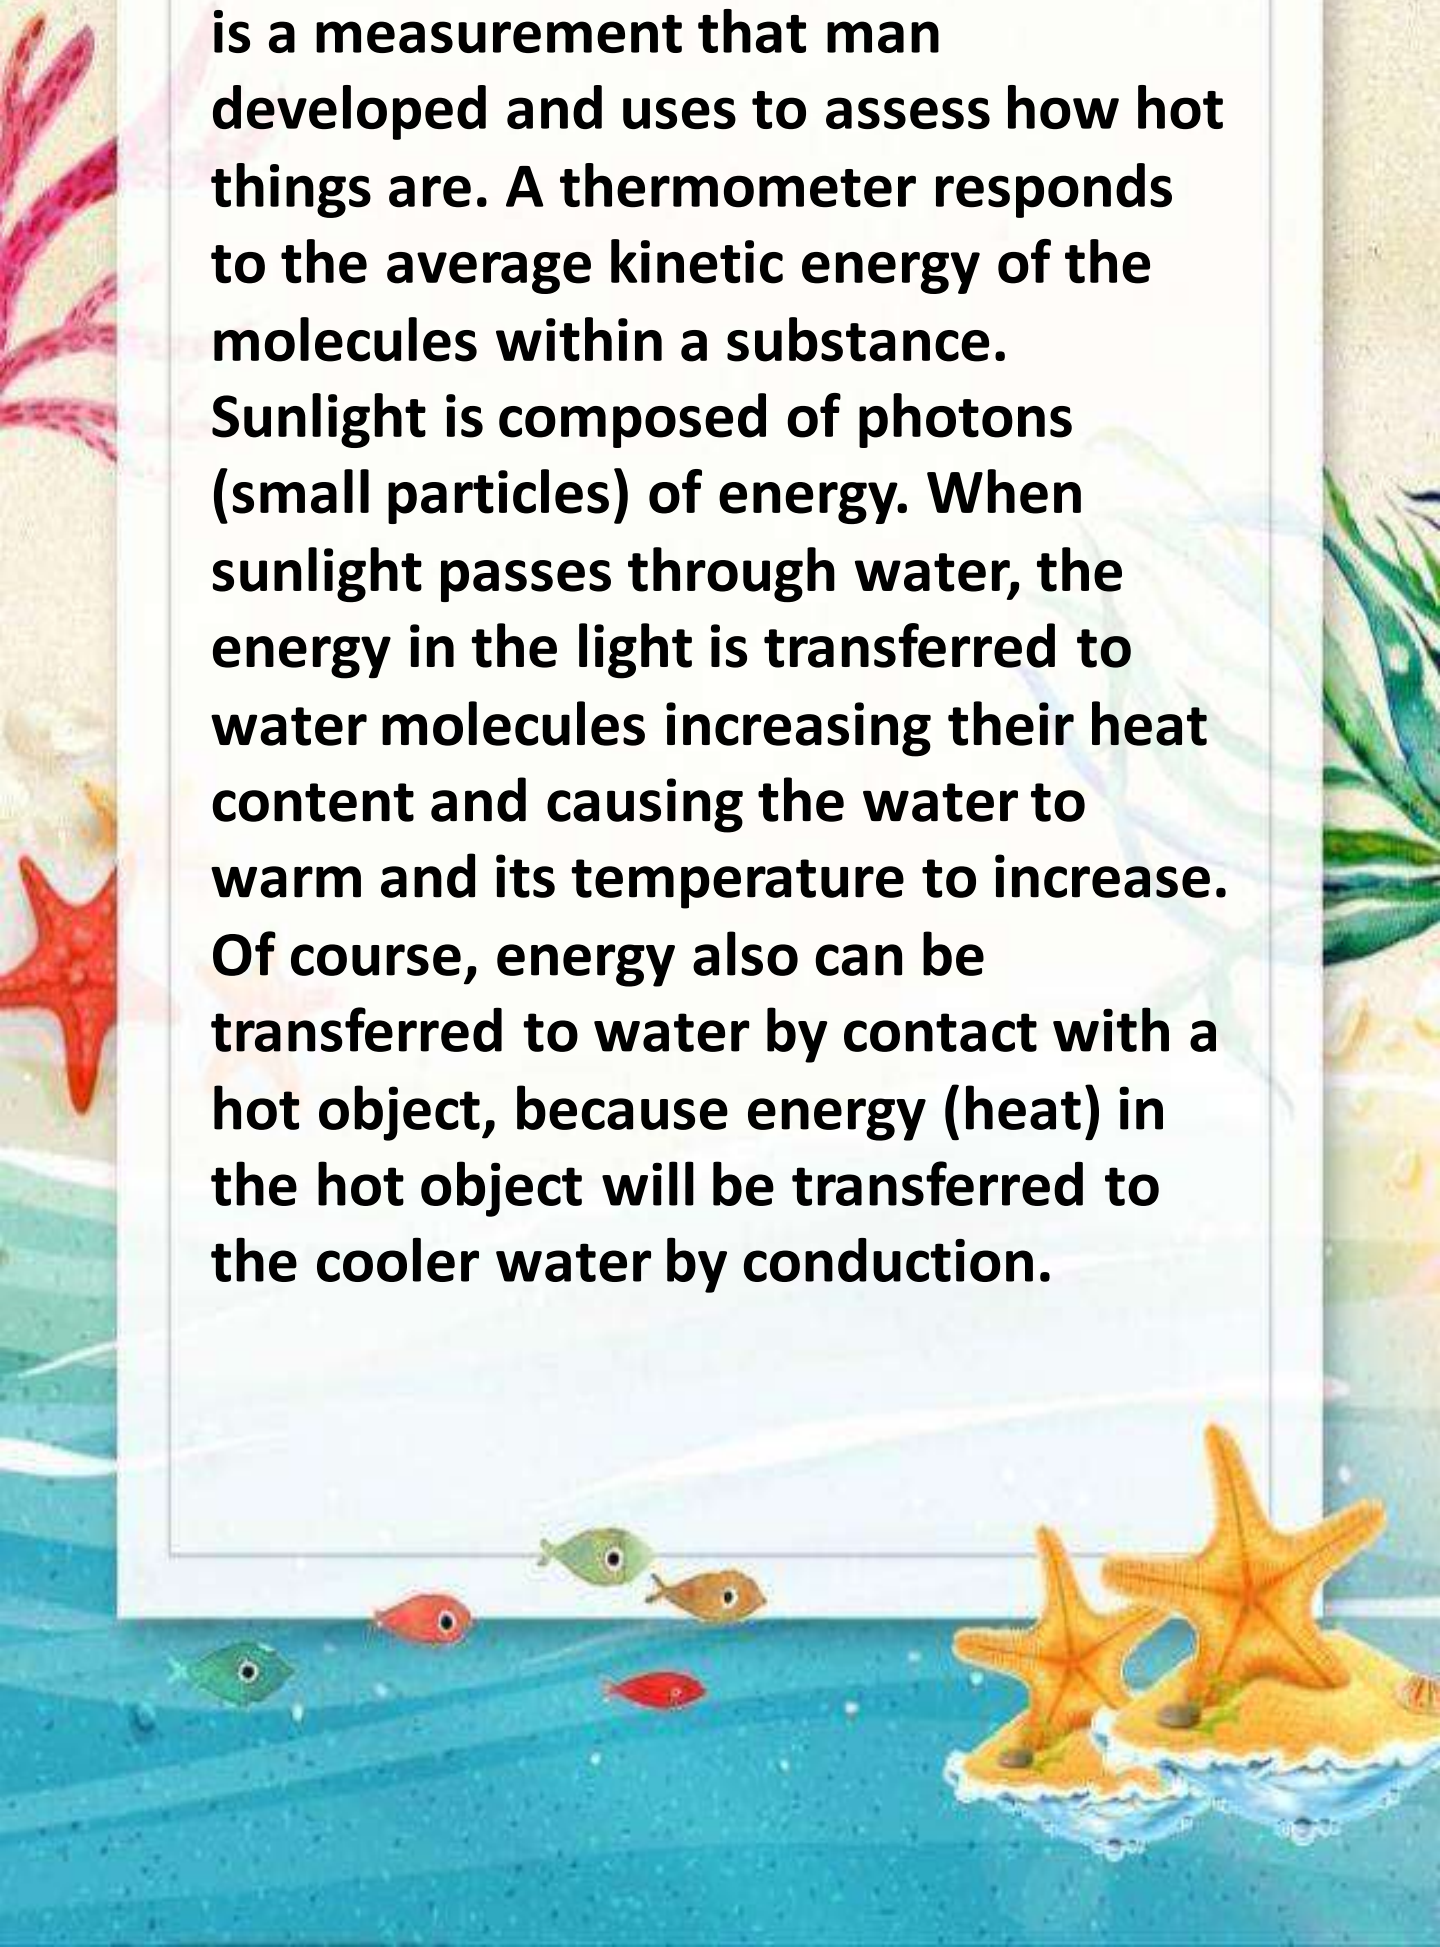 is a measurement that man
developed and uses to assess how hot
things are. A thermometer responds
to the average kinetic energy of the
molecules within a substance.
Sunlight is composed of photons
(small particles) of energy. When
sunlight passes through water, the
energy in the light is transferred to
water molecules increasing their heat
content and causing the water to
warm and its temperature to increase.
Of course, energy also can be
transferred to water by contact with a
hot object, because energy (heat) in
the hot object will be transferred to
the cooler water by conduction.